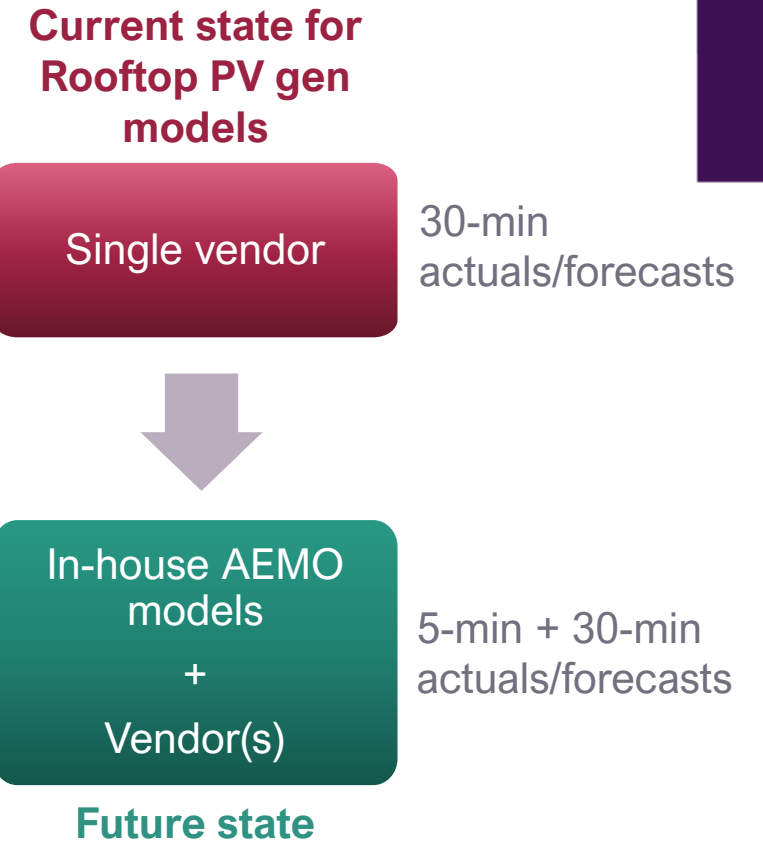 Current state for
Rooftop PV gen
models
Single vendor
30-min
actuals/forecasts
In-house AEMO
models
+
Vendor(s)
5-min + 30-min
actuals/forecasts
Future state